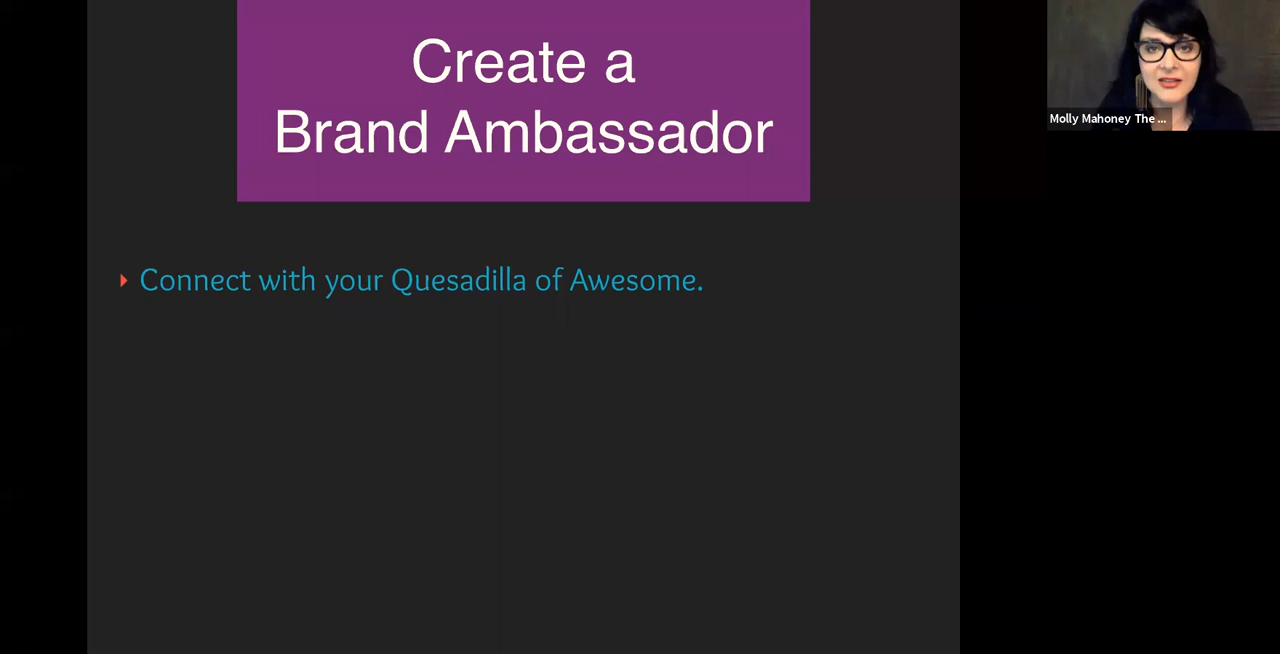 Create a
Brand Ambassador
Connect with your Quesadilla of Awesome.
Molly Mahoney The ...